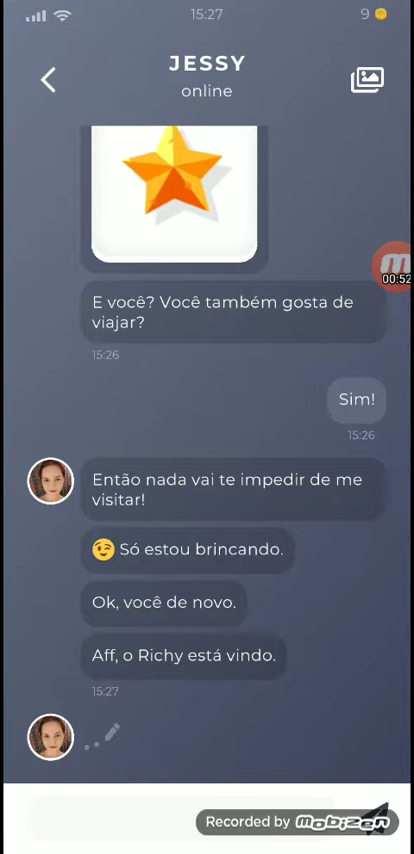 15:27
9
JESSY
online
00:52
E você? Você também gosta de
viajar?
15:26
Sim!
15:26
Então nada vai te impedir de me
visitar!
😉 Só estou brincando.
Ok, você de novo.
Aff, o Richy está vindo.
15:27
Recorded by mobizen